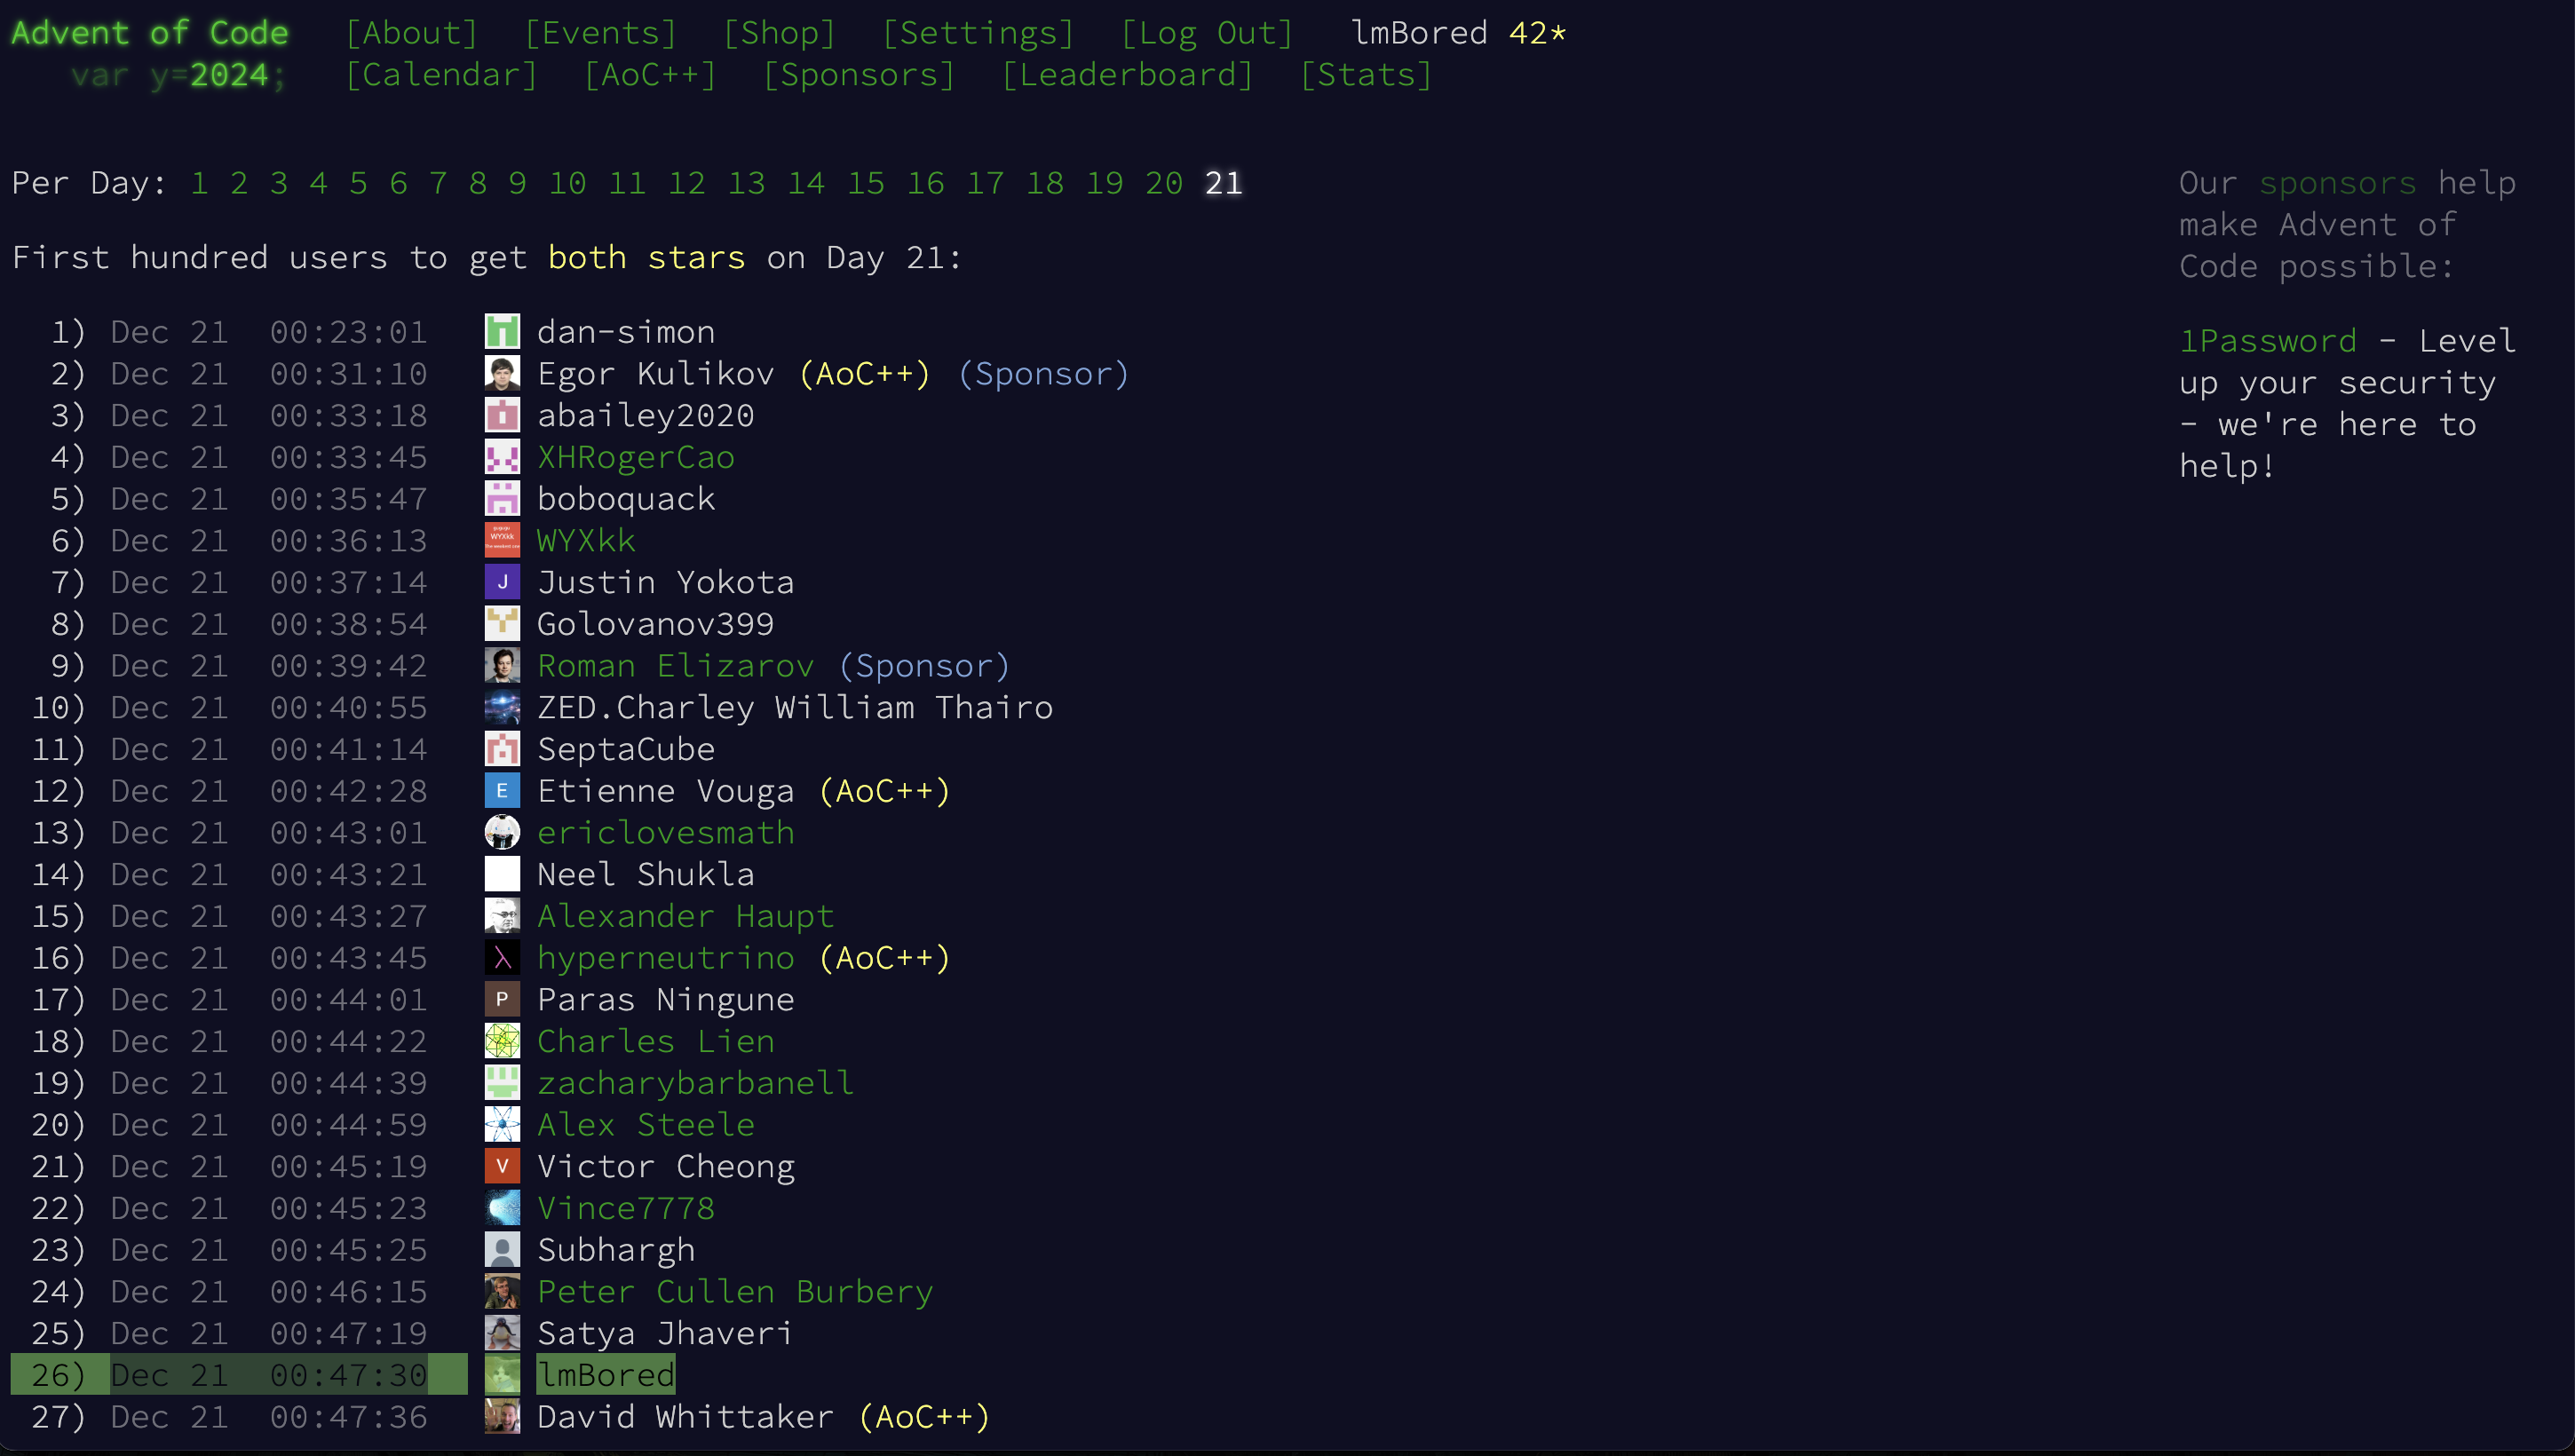 Advent of Code [About] [Events] [Shop] [Settings] [Log Out] lmBored 42*
var y=2024; [Calendar] [AoC++] [Sponsors] [Leaderboard] [Stats]
Per Day: 1 2 3 4 5 6 7 8 9 10 11 12 13 14 15 16 17 18 19 20 21
First hundred users to get both stars on Day 21:
1) Dec 21 00:23:01 dan-simon
2) Dec 21 00:31:10 Egor Kulikov (AoC++) (Sponsor)
3) Dec 21 00:33:18 abailey2020
4) Dec 21 00:33:45 XHRogerCao
5) Dec 21 00:35:47 boboquack
6) Dec 21 00:36:13 WYXkk WYXkk
7) Dec 21 00:37:14 J Justin Yokota
8) Dec 21 00:38:54 Golovanov399
9) Dec 21 00:39:42 Roman Elizarov (Sponsor)
10) Dec 21 00:40:55 ZED.Charley William Thairo
11) Dec 21 00:41:14 SeptaCube
12) Dec 21 00:42:28 E Etienne Vouga (AoC++)
13) Dec 21 00:43:01 ericlovesmath
14) Dec 21 00:43:21 Neel Shukla
15) Dec 21 00:43:27 Alexander Haupt
16) Dec 21 00:43:45 λ hyperneutrino (AoC++)
17) Dec 21 00:44:01 P Paras Ningune
18) Dec 21 00:44:22 Charles Lien
19) Dec 21 00:44:39 zacharybarbanell
20) Dec 21 00:44:59 Alex Steele
21) Dec 21 00:45:19 V Victor Cheong
22) Dec 21 00:45:23 Vince7778
23) Dec 21 00:45:25 Subhargh
24) Dec 21 00:46:15 Peter Cullen Burbery
25) Dec 21 00:47:19 Satya Jhaveri
26) Dec 21 00:47:30 lmBored
27) Dec 21 00:47:36 David Whittaker (AoC++)
Our sponsors help
make Advent of
Code possible:
1Password - Level
up your security
- we're here to
help!